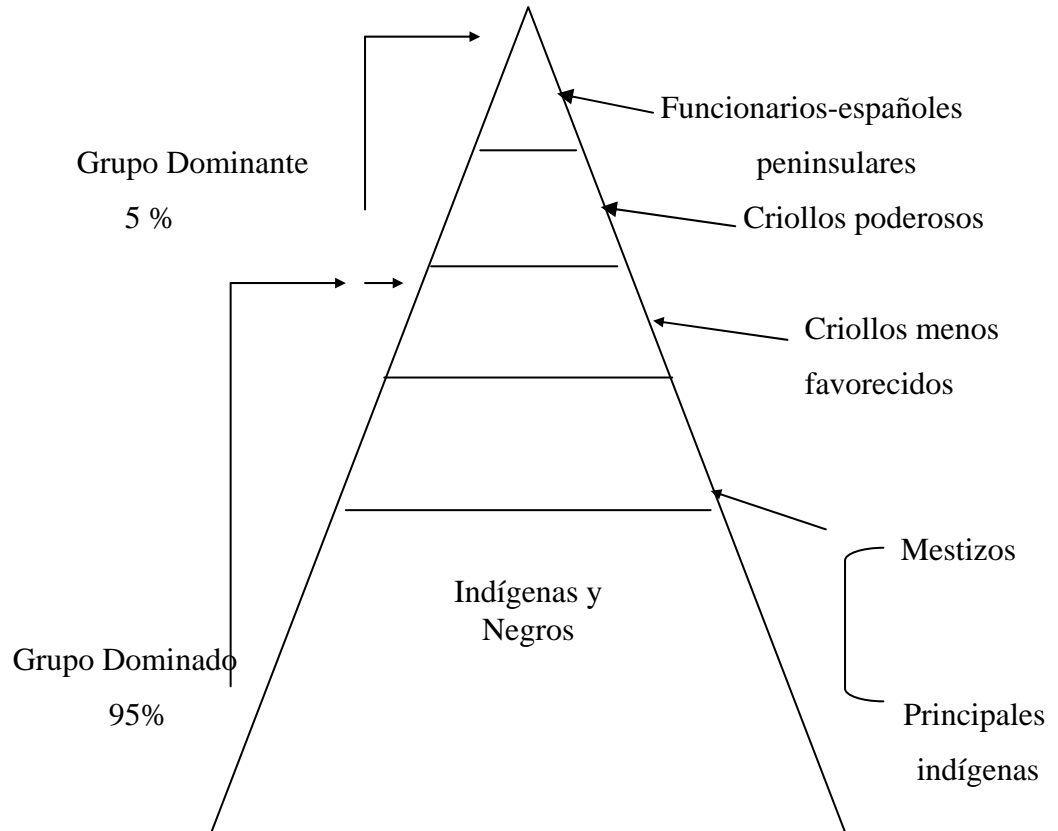 Funcionarios-españoles
peninsulares
Grupo Dominante
5 %
Criollos poderosos
Criollos menos
favorecidos
Mestizos
Indígenas y
Negros
Grupo Dominado
95%
Principales
indígenas